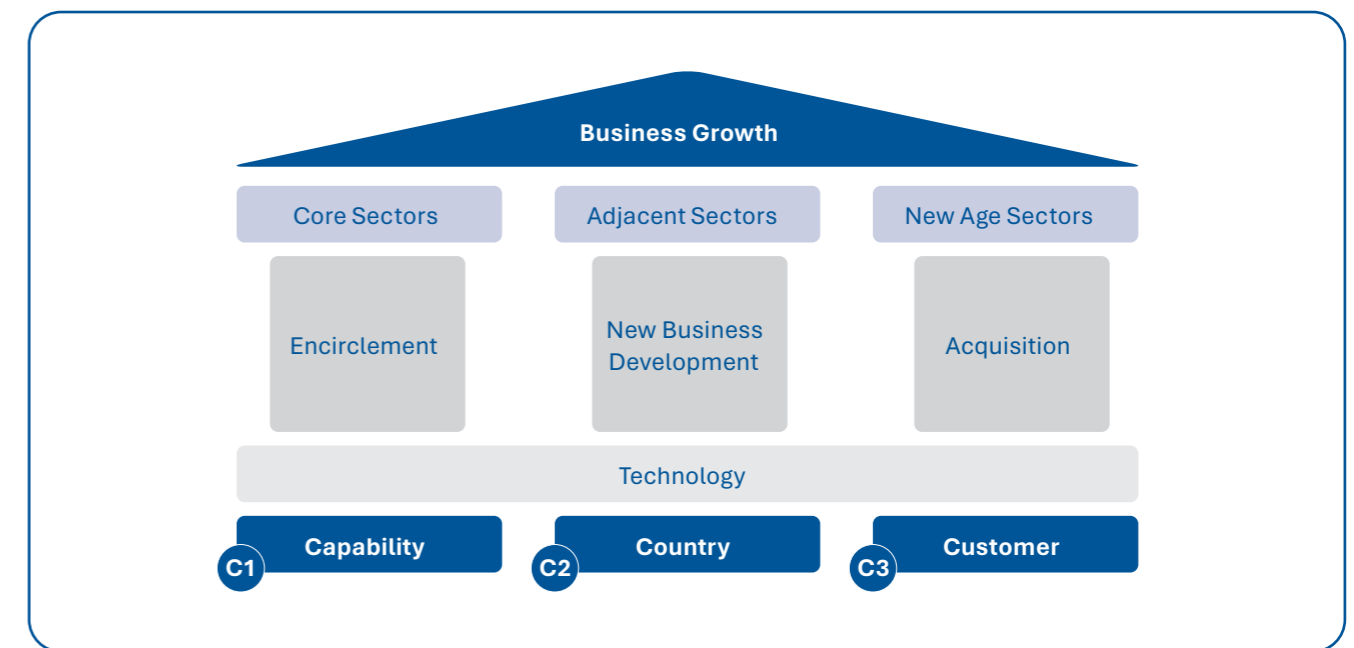 Business Growth
Core Sectors
Adjacent Sectors
New Age Sectors
Encirclement
New Business
Development
Acquisition
Technology
C1
Capability
C2
Country
C3
Customer